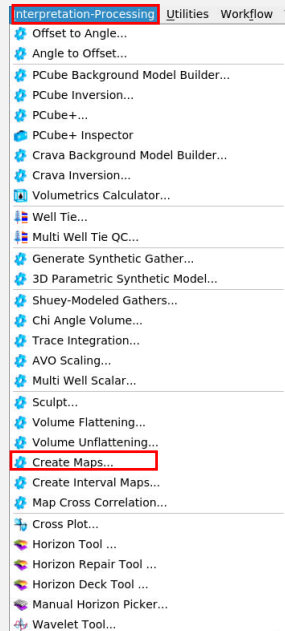 Interpretation-Processing Utilities Workflow
Offset to Angle...
Angle to Offset...
PCube Background Model Builder...
PCube Inversion...
PCube+...
PCube+ Inspector
Crava Background Model Builder...
Crava Inversion...
Volumetrics Calculator...
Well Tie...
Multi Well Tie QC...
Generate Synthetic Gather...
3D Parametric Synthetic Model...
Shuey-Modeled Gathers...
Chi Angle Volume...
Trace Integration...
AVO Scaling...
Multi Well Scalar...
Sculpt...
Volume Flattening...
Volume Unflattening...
Create Maps...
Create Interval Maps...
Map Cross Correlation...
Cross Plot...
Horizon Tool ...
Horizon Repair Tool ...
Horizon Deck Tool ...
Manual Horizon Picker...
Wavelet Tool...